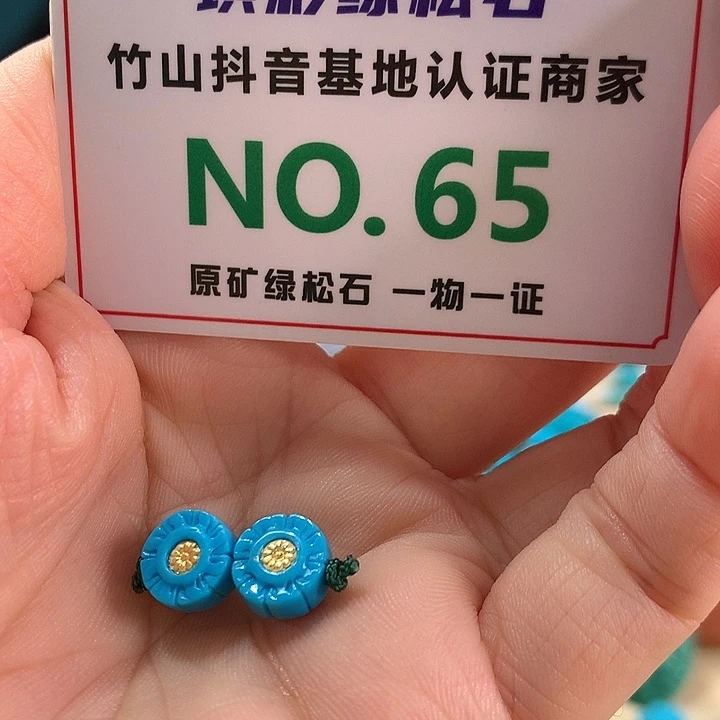 竹山抖音基地认证商家
NO. 65
原矿绿松石 一物一证